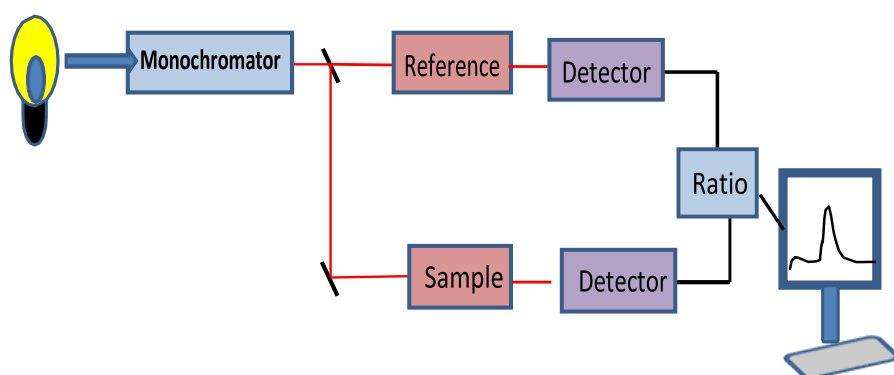 Monochromator
Reference
Detector
Ratio
Sample
Detector